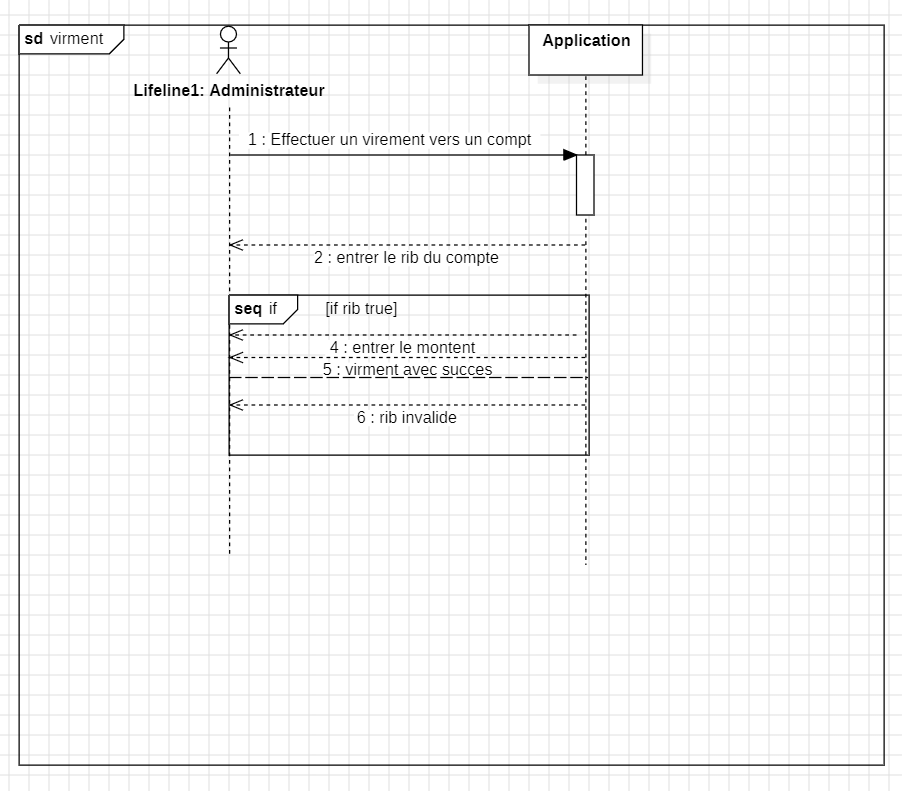 sd virment
Application
Lifeline1: Administrateur
1 : Effectuer un virement vers un compt
2 : entrer le rib du compte
seq if [if rib true]
4 : entrer le montent
5 : virment avec succes
6 : rib invalide